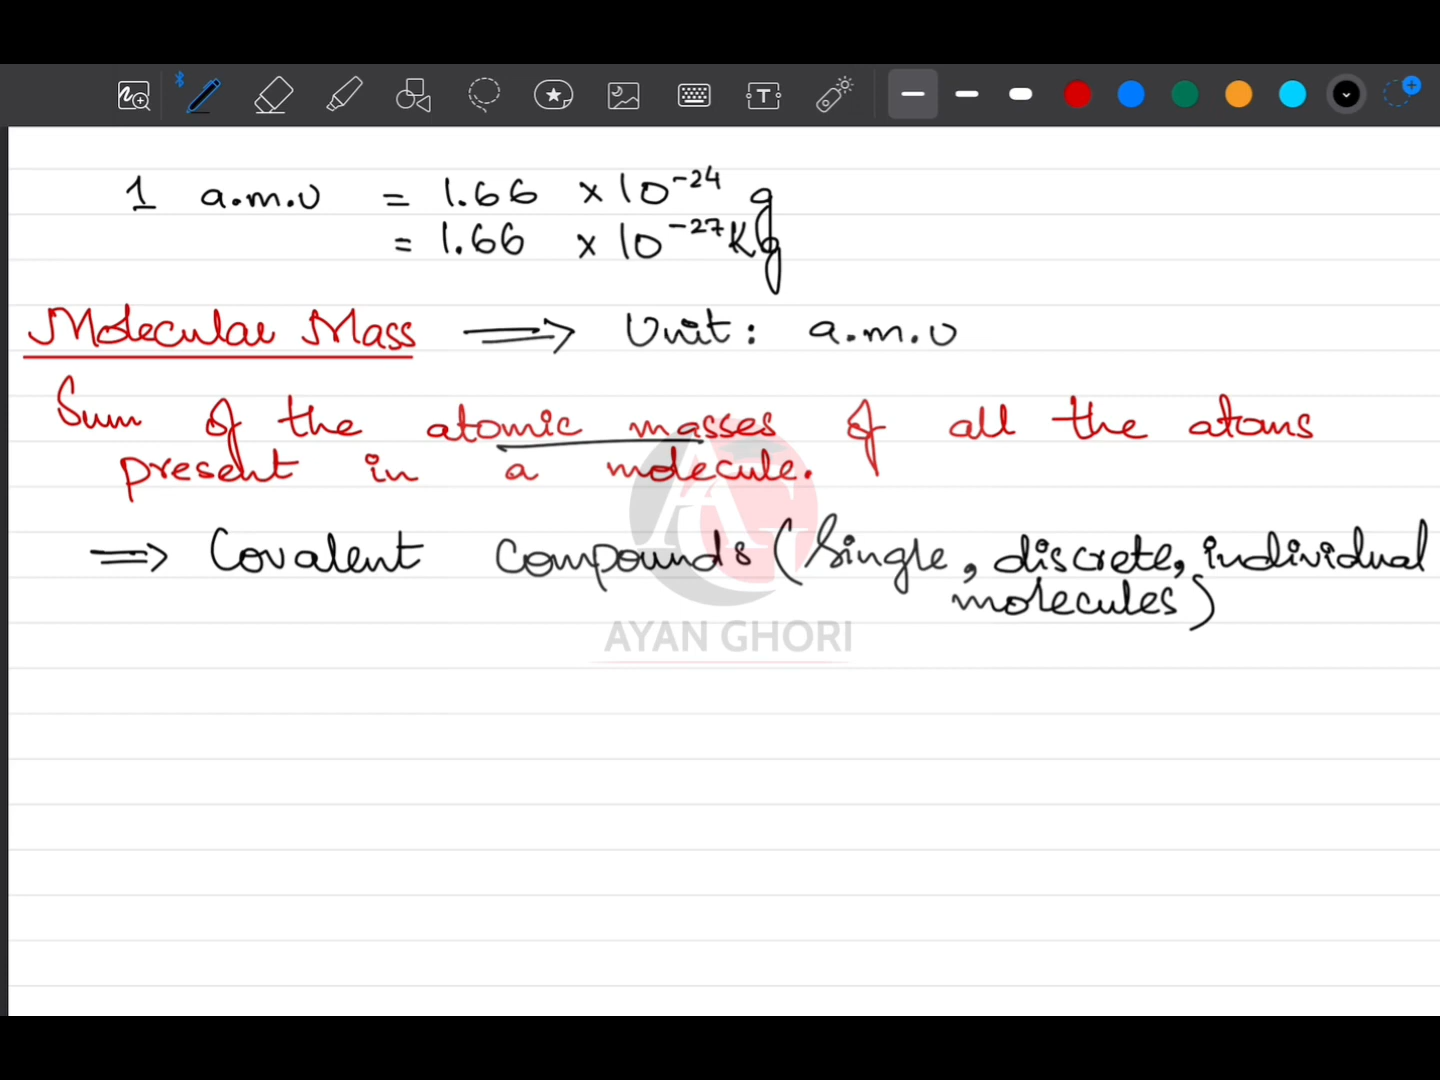 1 a.m.u = 1.66 × 10⁻²⁴ g
= 1.66 × 10⁻²⁷ Kg
Molecular Mass ⟹ Unit: a.m.u
Sum of the atomic masses of all the atoms
present in a molecule.
⟹ Covalent Compounds (Single, discrete, individual
molecules)
AYAN GHORI